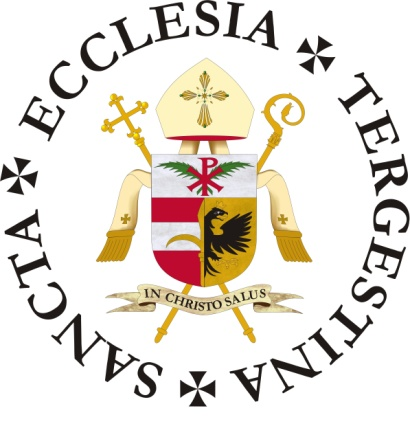 SANCTA ✠ ECCLESIA ✠ TERGESTINA ✠
IN CHRISTO SALUS